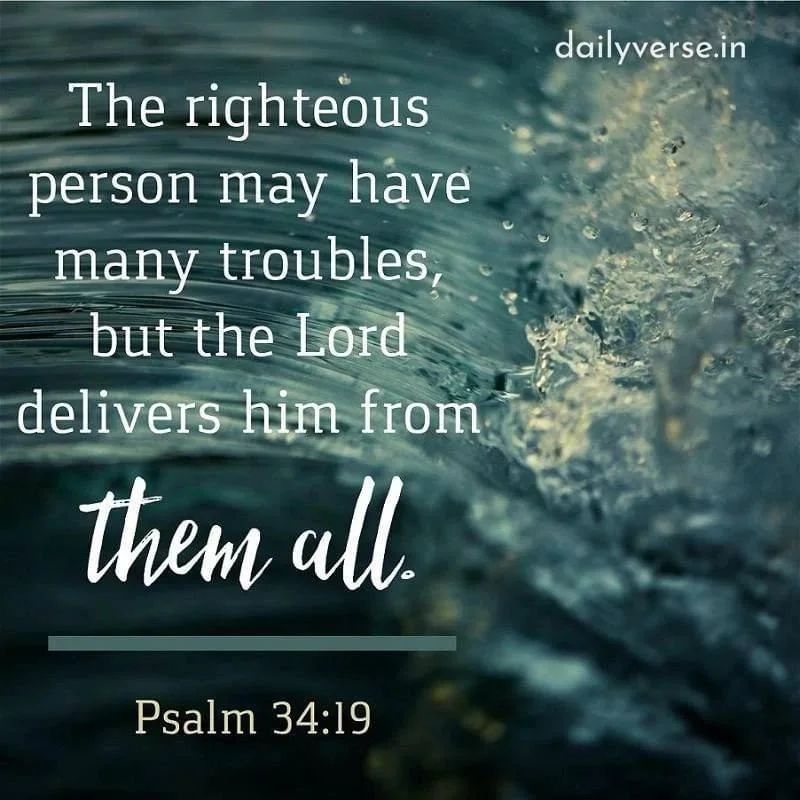 dailyverse.in
The righteous
person may have
many troubles,
but the Lord
delivers him from
them all.
Psalm 34:19